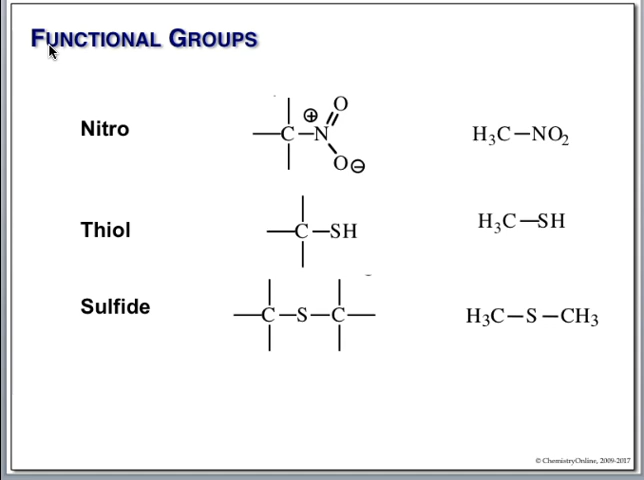 FUNCTIONAL GROUPS
Nitro
C–N
⊕
O
O⊖
H₃C–NO₂
Thiol
C–SH
H₃C–SH
Sulfide
C–S–C
H₃C–S–CH₃
© ChemistryOnline, 2009-2017